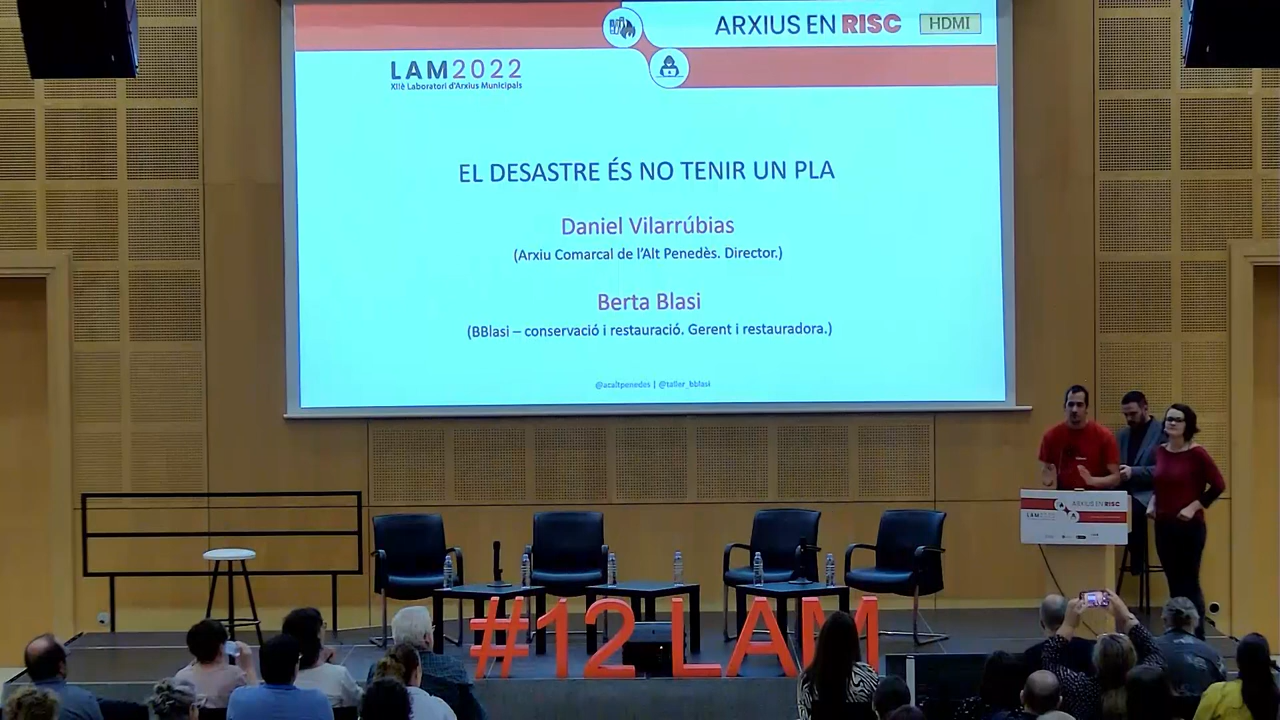 ARXIUS EN RISC
HDMI
LAM2022
XIIè Laboratori d'Arxius Municipals
EL DESASTRE ÉS NO TENIR UN PLA
Daniel Vilarrúbias
(Arxiu Comarcal de l'Alt Penedès. Director.)
Berta Blasi
(BBlasi – conservació i restauració. Gerent i restauradora.)
@acaltpenedes | @taller_bblasi
ARXIUS EN RISC
LAM2022
#12 LAM